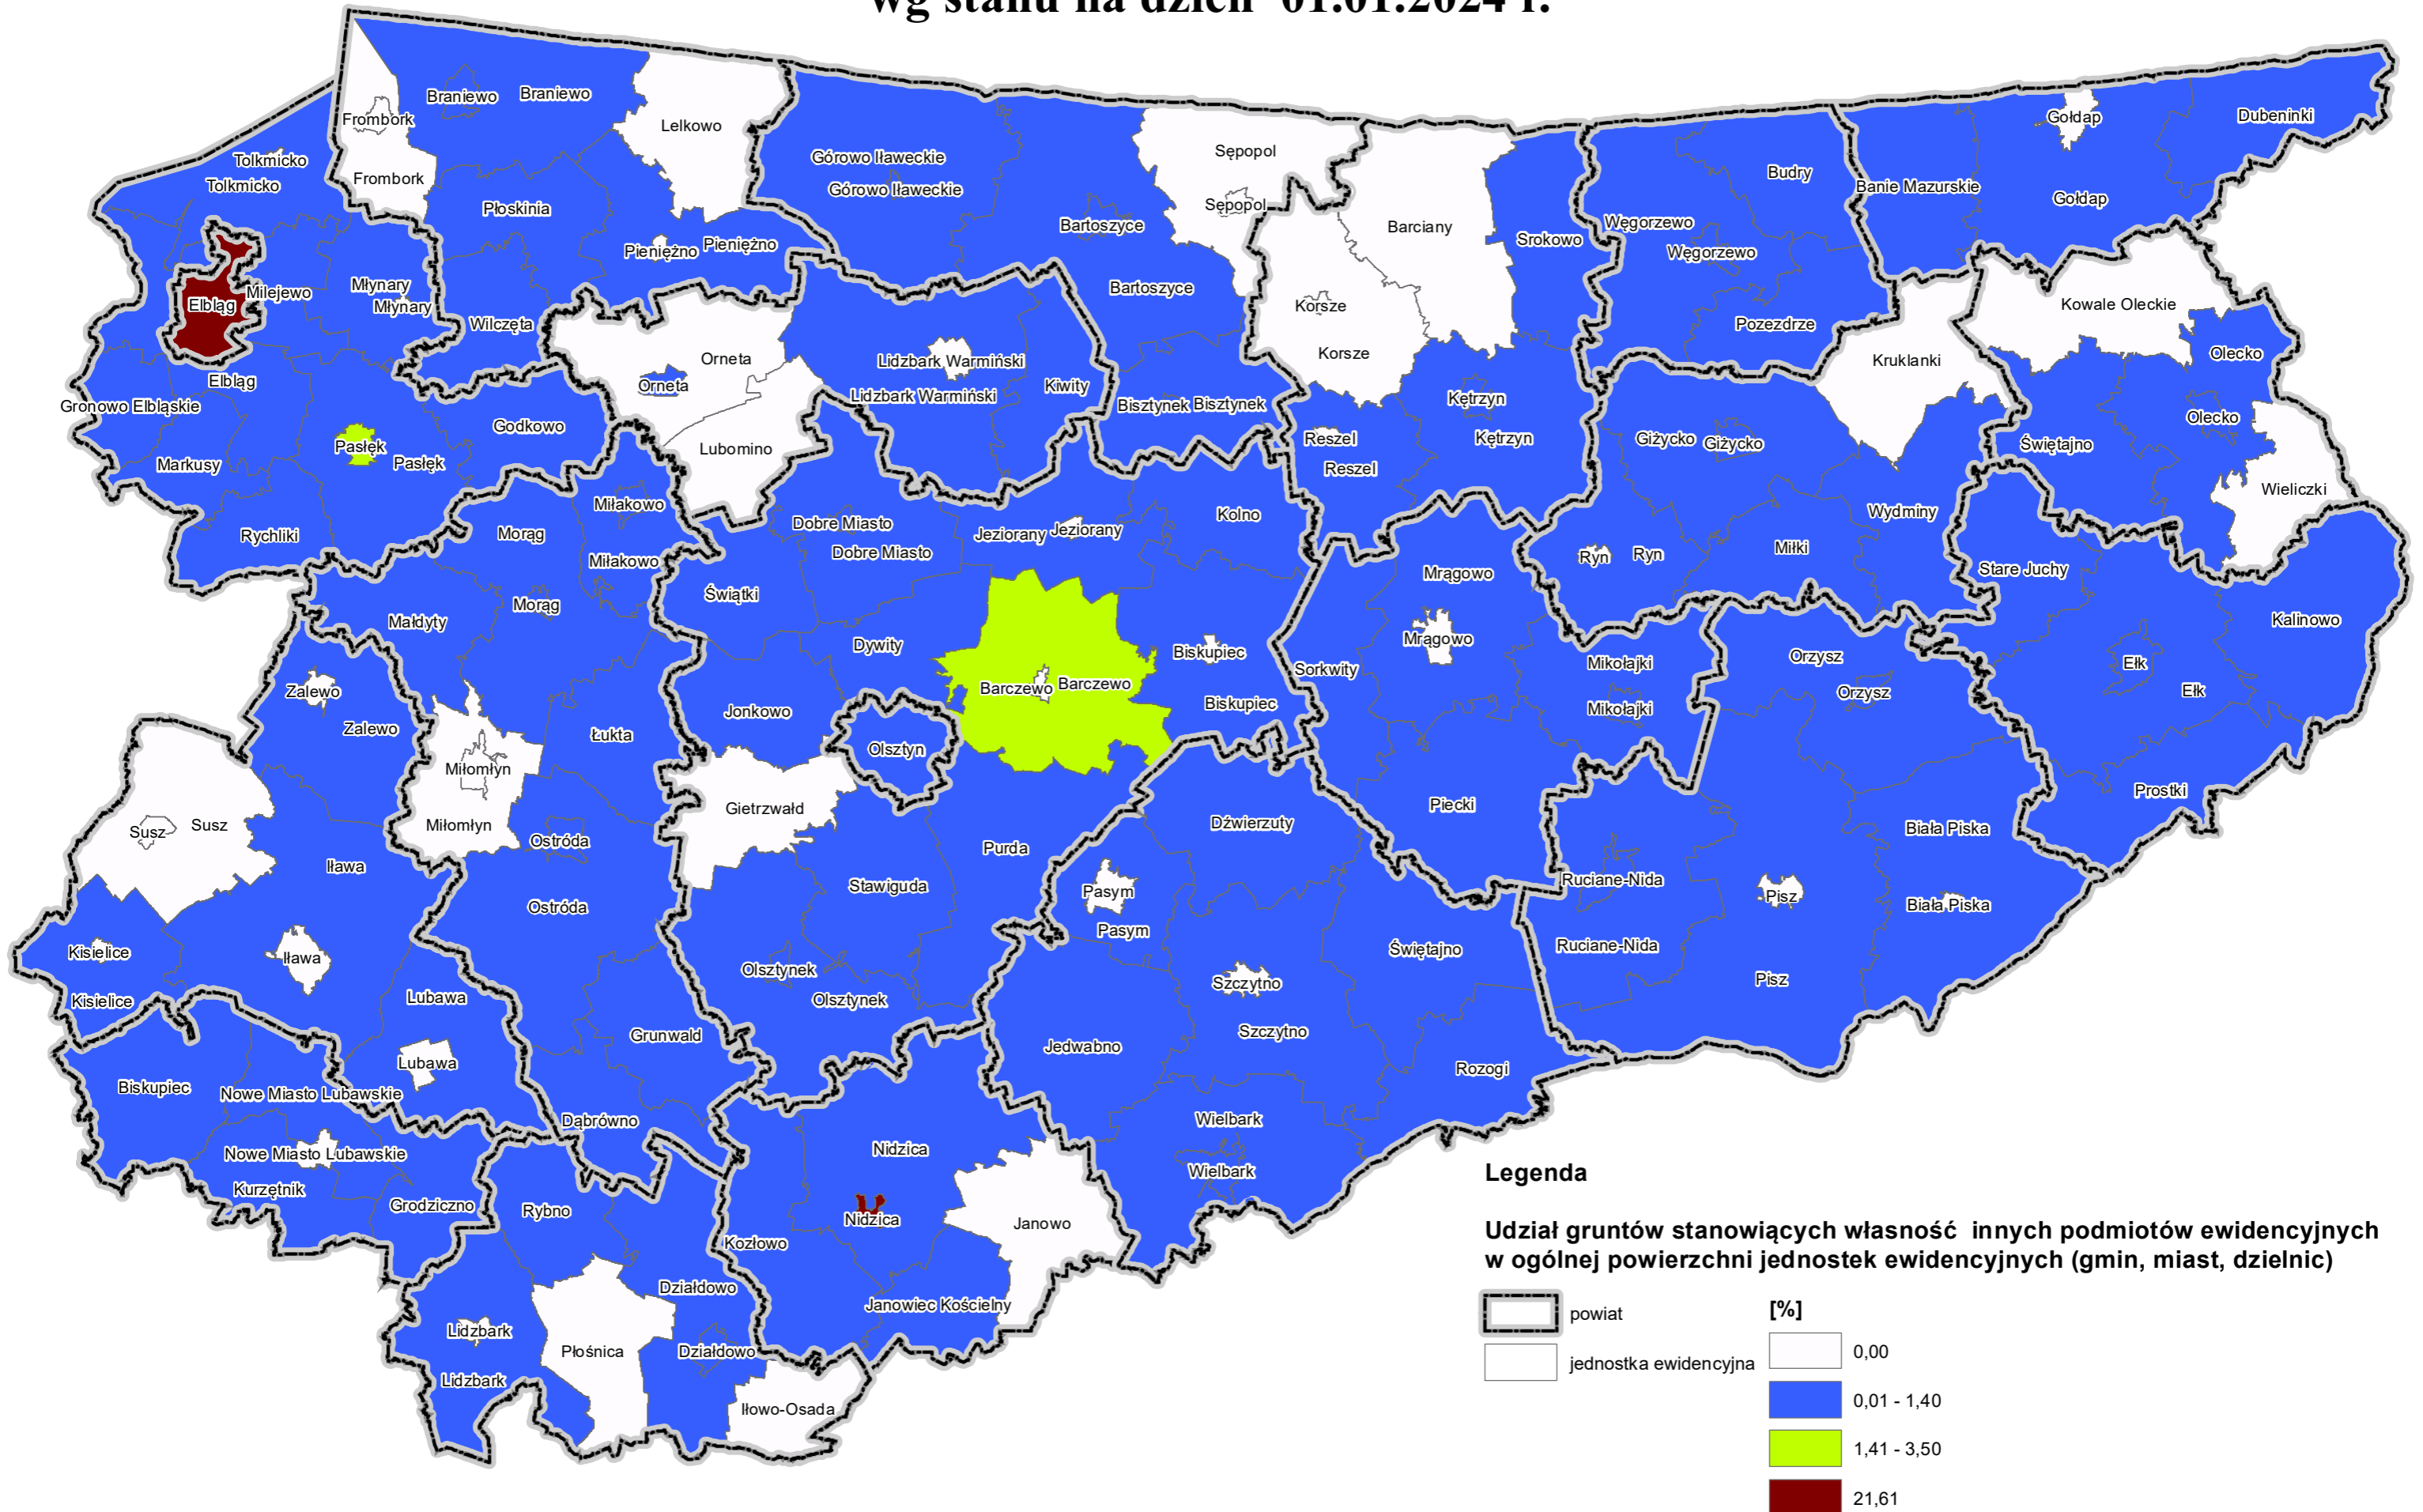 wg stanu na dzień 01.01.2024 r.
Braniewo
Braniewo
Frombork
Lelkowo
Gołdap
Dubeninki
Tolkmicko
Górowo Iławeckie
Sępopol
Tolkmicko
Frombork
Górowo Iławeckie
Budry
Banie Mazurskie
Gołdap
Płoskinia
Sępopol
Bartoszyce
Barciany
Srokowo
Węgorzewo
Pieniężno
Pieniężno
Węgorzewo
Młynary
Milejewo
Bartoszyce
Elbląg
Młynary
Korsze
Kowale Oleckie
Wilczęta
Pozezdrze
Orneta
Lidzbark Warmiński
Korsze
Kruklanki
Olecko
Elbląg
Orneta
Lidzbark Warmiński
Kiwity
Gronowo Elbląskie
Bisztynek
Bisztynek
Kętrzyn
Olecko
Godkowo
Pasłęk
Pasłęk
Lubomino
Reszel
Kętrzyn
Giżycko
Giżycko
Świętajno
Markusy
Reszel
Wieliczki
Miłakowo
Kolno
Wydminy
Rychliki
Morąg
Dobre Miasto
Jeziorany
Jeziorany
Dobre Miasto
Ryn
Ryn
Miłki
Miłakowo
Mrągowo
Stare Juchy
Świątki
Morąg
Małdyty
Kalinowo
Dywity
Biskupiec
Mrągowo
Mikołajki
Orzysz
Ełk
Sorkwity
Zalewo
Barczewo
Barczewo
Orzysz
Ełk
Biskupiec
Mikołajki
Jonkowo
Zalewo
Łukta
Olsztyn
Miłomłyn
Prostki
Gietrzwałd
Piecki
Susz
Susz
Miłomłyn
Dźwierzuty
Biała Piska
Ostróda
Purda
Iława
Ruciane-Nida
Stawiguda
Pasym
Pisz
Biała Piska
Ostróda
Pasym
Kisielice
Iława
Świętajno
Ruciane-Nida
Olsztynek
Szczytno
Pisz
Kisielice
Lubawa
Olsztynek
Grunwald
Szczytno
Jedwabno
Lubawa
Rozogi
Biskupiec
Nowe Miasto Lubawskie
Dąbrówno
Wielbark
Nowe Miasto Lubawskie
Nidzica
Wielbark
Kurzętnik
Grodziczno
Rybno
Nidzica
Janowo
Kozłowo
Działdowo
Janowiec Kościelny
Lidzbark
Płośnica
Działdowo
Lidzbark
Iłowo-Osada
Legenda
Udział gruntów stanowiących własność innych podmiotów ewidencyjnych
w ogólnej powierzchni jednostek ewidencyjnych (gmin, miast, dzielnic)
powiat
[%]
jednostka ewidencyjna
0,00
0,01 - 1,40
1,41 - 3,50
21,61